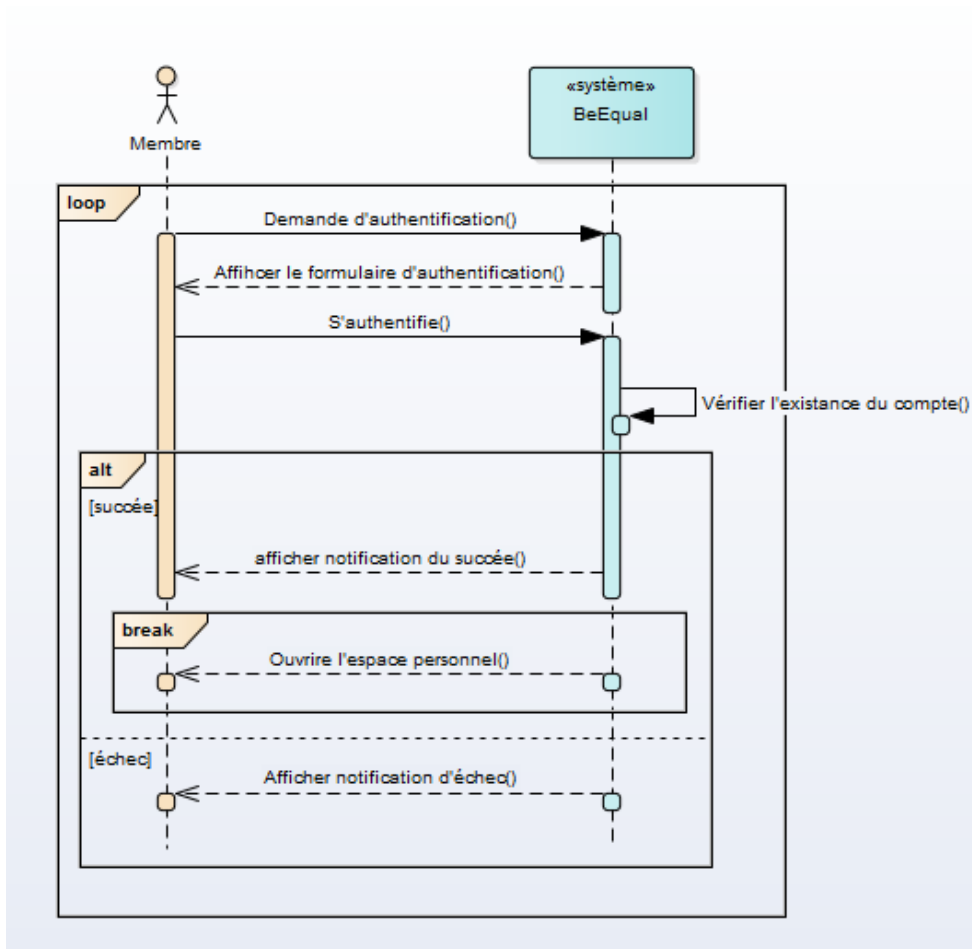 «système»
BeEqual
Membre
loop
Demande d'authentification()
Affihcer le formulaire d'authentification()
S'authentifie()
Vérifier l'existance du compte()
alt
[succée]
afficher notification du succée()
break
Ouvrire l'espace personnel()
[échec]
Afficher notification d'échec()